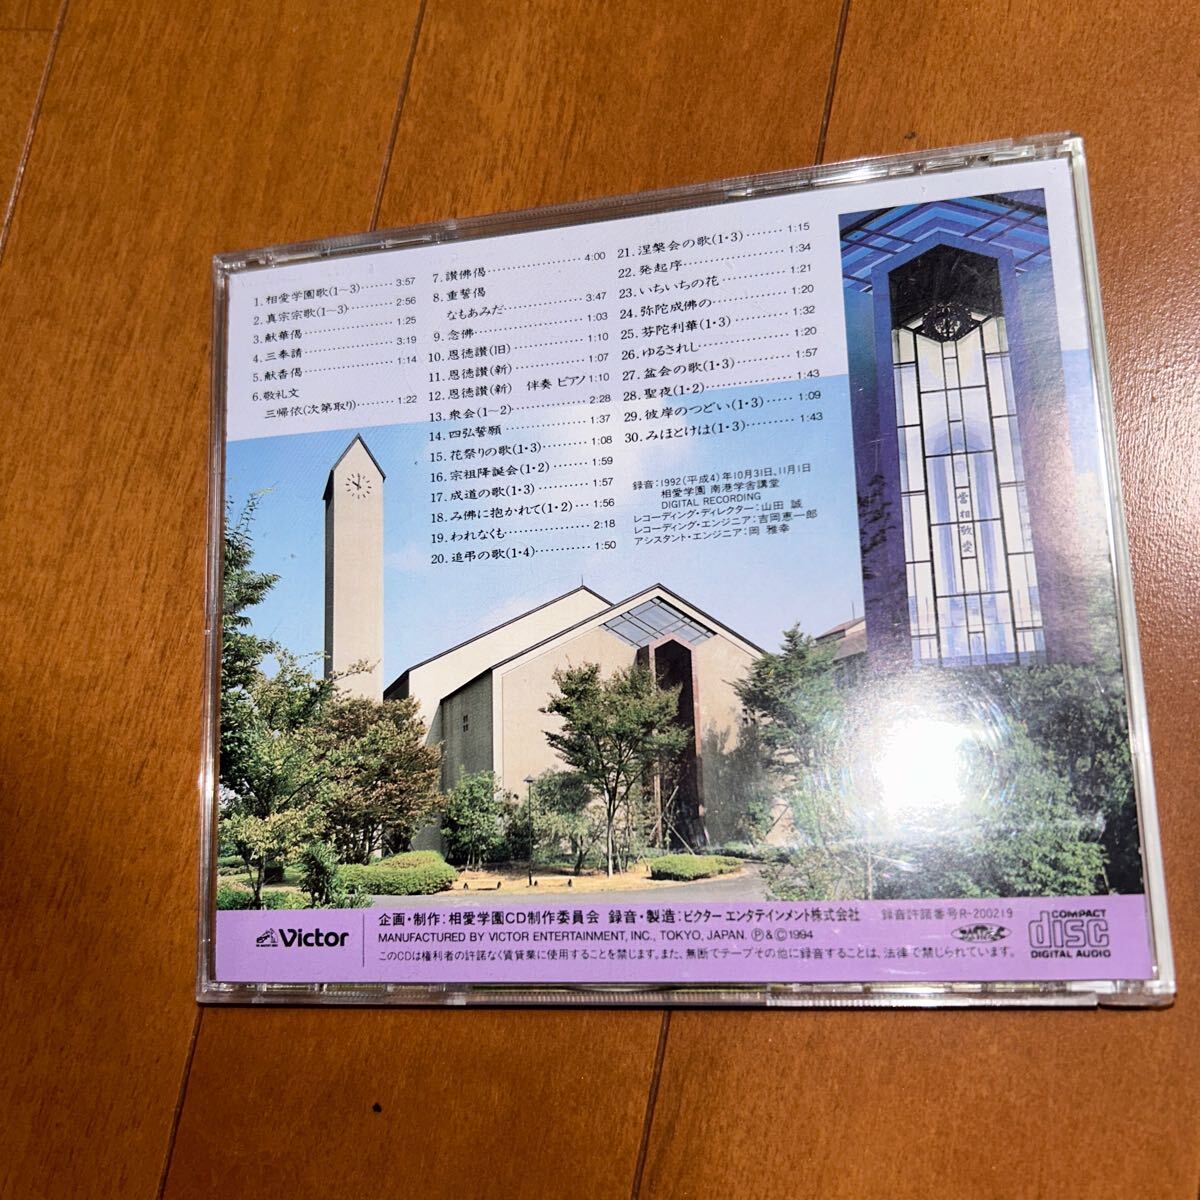 1. 相愛学園歌(1〜3)………3:57
2. 真宗宗歌(1〜3)…………2:56
3. 献華偈……………………1:25
4. 三奉請……………………3:19
5. 献香偈……………………1:14
6. 敬礼文
三帰依(次第取り)………1:22
7. 讃佛偈……………………4:00
8. 重誓偈
なもあみだ…………………3:47
9. 念佛………………………1:03
10. 恩徳讃(旧)……………1:10
11. 恩徳讃(新)……………1:07
12. 恩徳讃(新) 伴奏 ピアノ 1:10
13. 衆会(1〜2)……………2:28
14. 四弘誓願………………1:37
15. 花祭りの歌(1・3)………1:08
16. 宗祖降誕会(1・2)………1:59
17. 成道の歌(1・3)…………1:57
18. み佛に抱かれて(1・2)…1:56
19. われなくも………………2:18
20. 追弔の歌(1・4)…………1:50
21. 涅槃会の歌(1・3)………1:15
22. 発起序…………………1:34
23. いちいちの花……………1:21
24. 弥陀成佛の……………1:20
25. 芬陀利華(1・3)…………1:32
26. ゆるされし………………1:20
27. 盆会の歌(1・3)…………1:57
28. 聖夜(1・2)………………1:43
29. 彼岸のつどい(1・3)……1:09
30. みほとけは(1・3)………1:43
録音:1992(平成4)年10月31日、11月1日
相愛学園 南港学舎講堂
DIGITAL RECORDING
レコーディング・ディレクター:山田 誠
レコーディング・エンジニア:吉岡恵一郎
アシスタント・エンジニア:岡 雅幸
當相敬愛
Victor
企画・制作:相愛学園CD制作委員会 録音・製造:ビクター エンタテインメント株式会社 録音許諾番号R-200219
MANUFACTURED BY VICTOR ENTERTAINMENT, INC., TOKYO, JAPAN. Ⓟ&Ⓒ1994
このCDは権利者の許諾なく賃貸業に使用することを禁じます。また、無断でテープその他に録音することは、法律で禁じられています。
COMPACT
disc
DIGITAL AUDIO